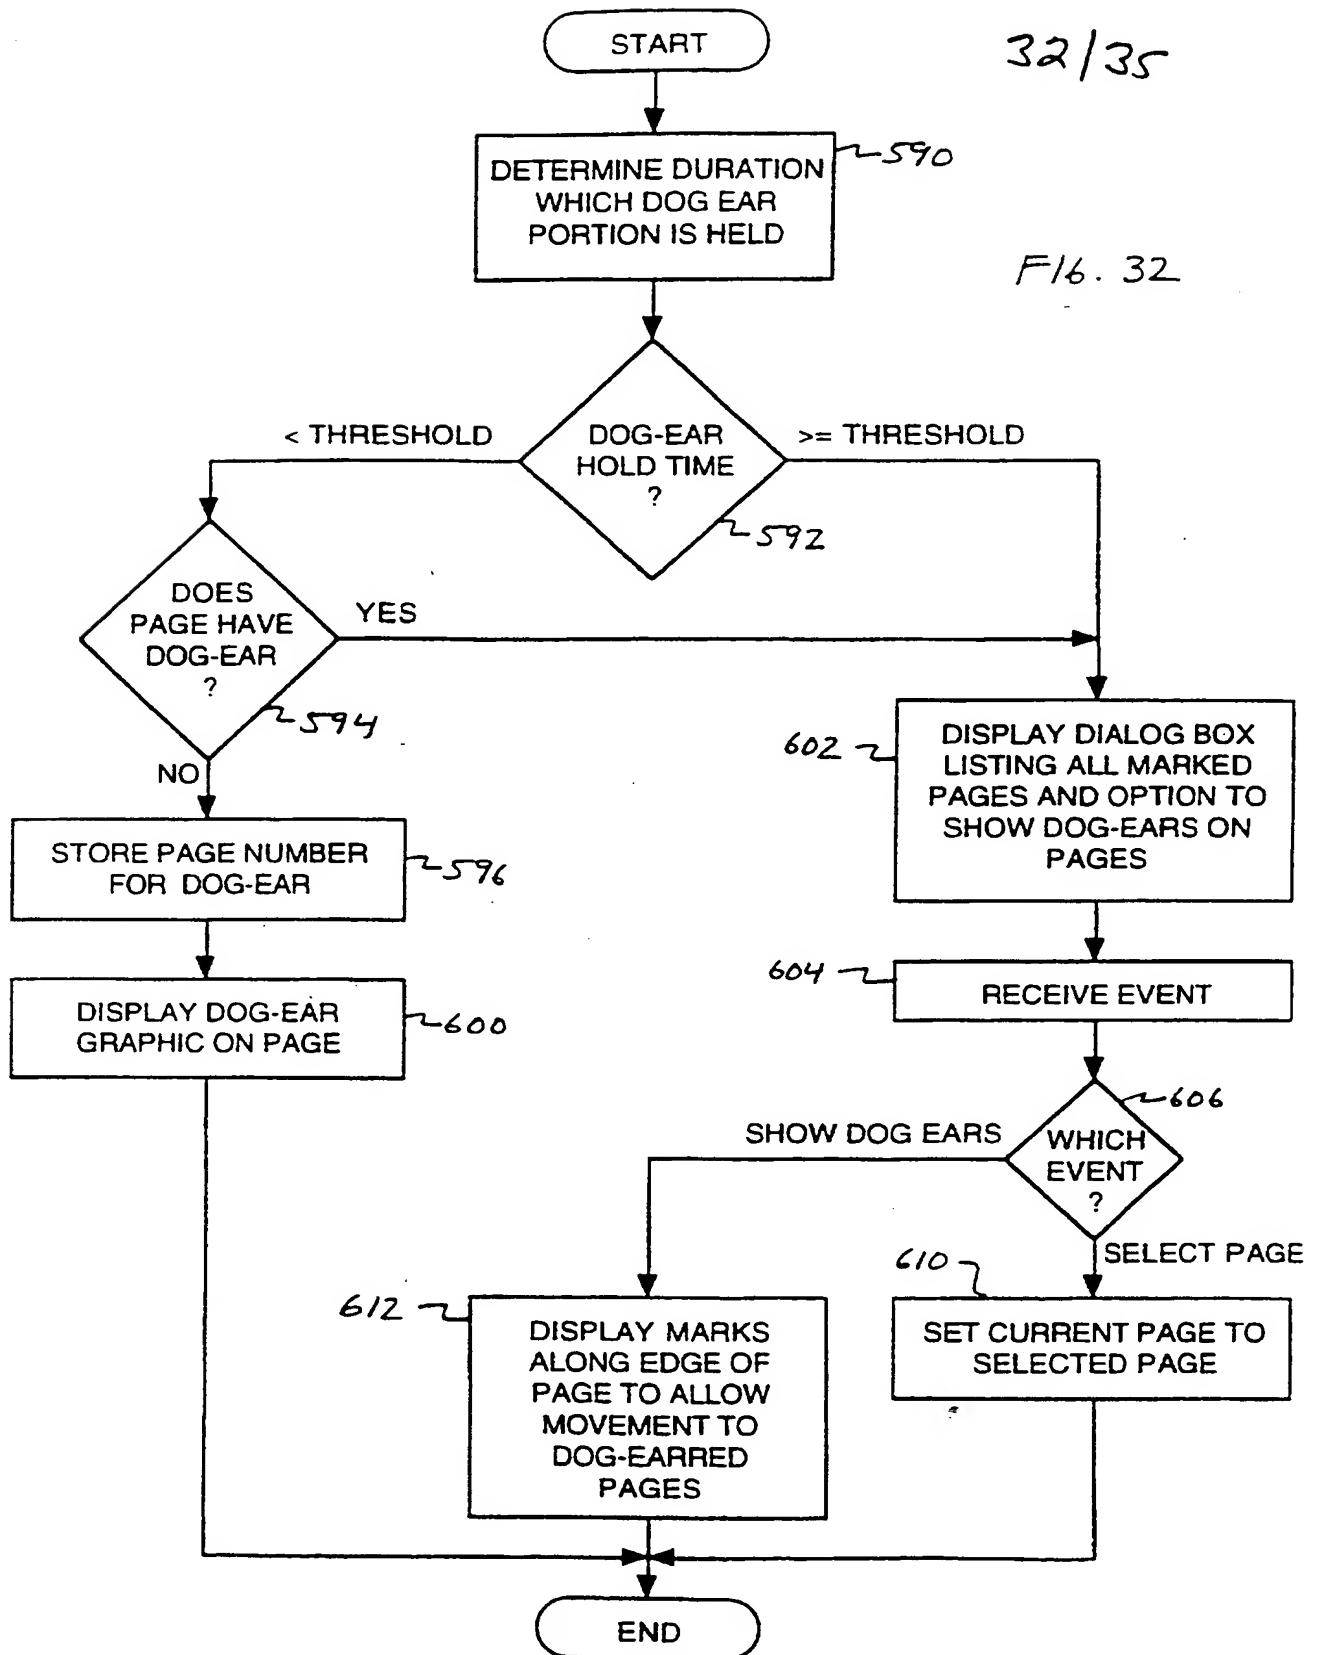 START
32/35
DETERMINE DURATION
WHICH DOG EAR
PORTION IS HELD
590
FIG. 32
DOG-EAR
HOLD TIME
?
592
< THRESHOLD
>= THRESHOLD
DOES
PAGE HAVE
DOG-EAR
?
594
YES
NO
STORE PAGE NUMBER
FOR DOG-EAR
596
DISPLAY DOG-EAR
GRAPHIC ON PAGE
600
602
DISPLAY DIALOG BOX
LISTING ALL MARKED
PAGES AND OPTION TO
SHOW DOG-EARS ON
PAGES
604
RECEIVE EVENT
606
WHICH
EVENT
?
SHOW DOG EARS
SELECT PAGE
610
SET CURRENT PAGE TO
SELECTED PAGE
612
DISPLAY MARKS
ALONG EDGE OF
PAGE TO ALLOW
MOVEMENT TO
DOG-EARRED
PAGES
END